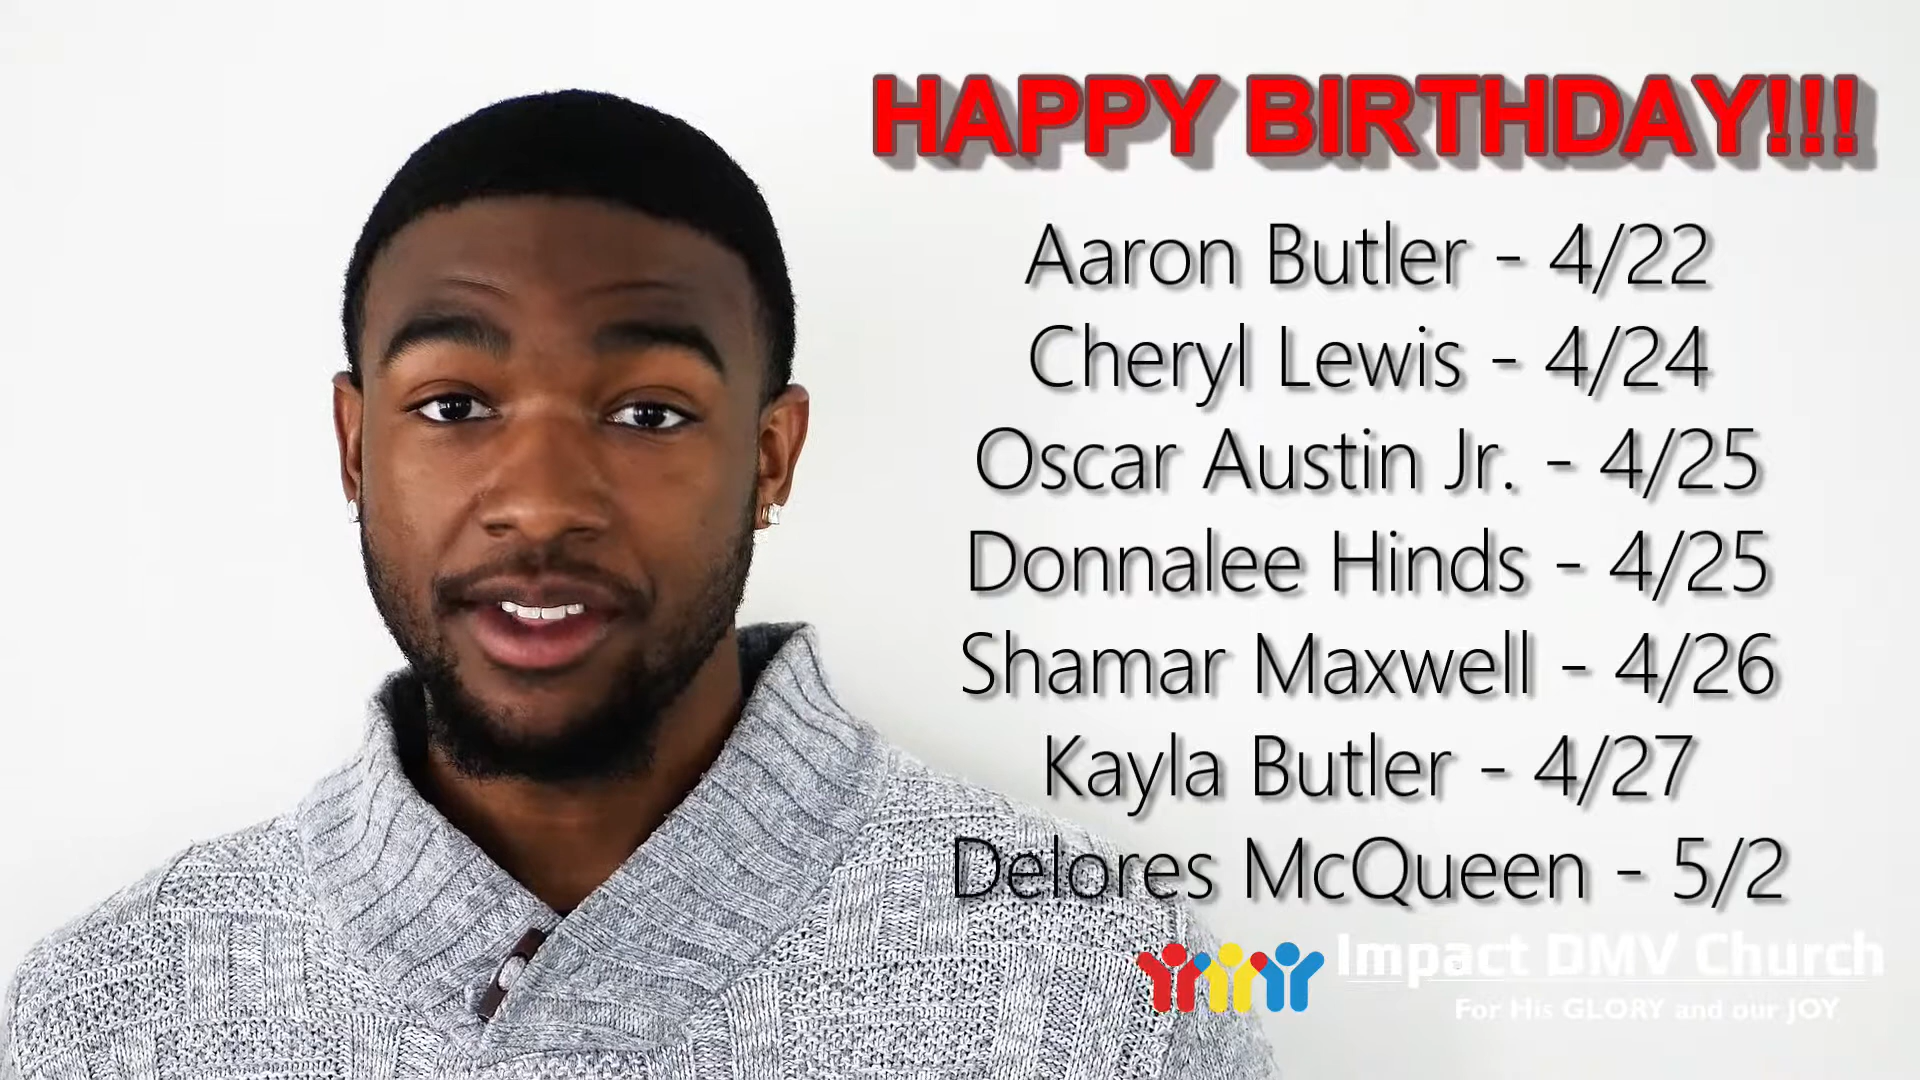 HAPPY BIRTHDAY!!!
Aaron Butler - 4/22
Cheryl Lewis - 4/24
Oscar Austin Jr. - 4/25
Donnalee Hinds - 4/25
Shamar Maxwell - 4/26
Kayla Butler - 4/27
Delores McQueen - 5/2
Impact DMV Church
For His GLORY and our JOY